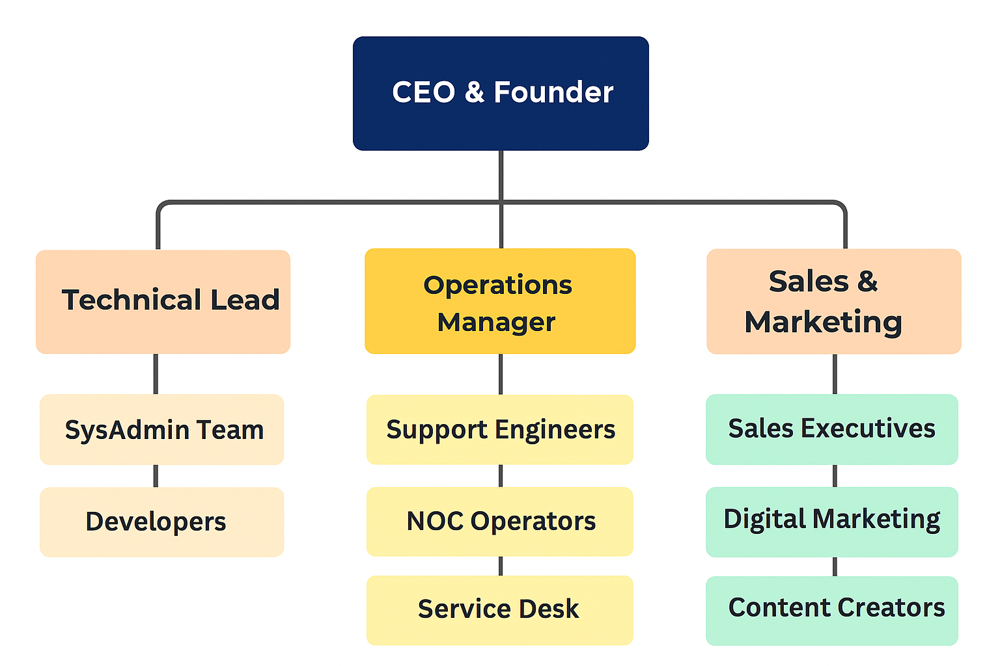 CEO & Founder
Technical Lead
Operations
Manager
Sales &
Marketing
SysAdmin Team
Support Engineers
Sales Executives
Developers
NOC Operators
Digital Marketing
Service Desk
Content Creators